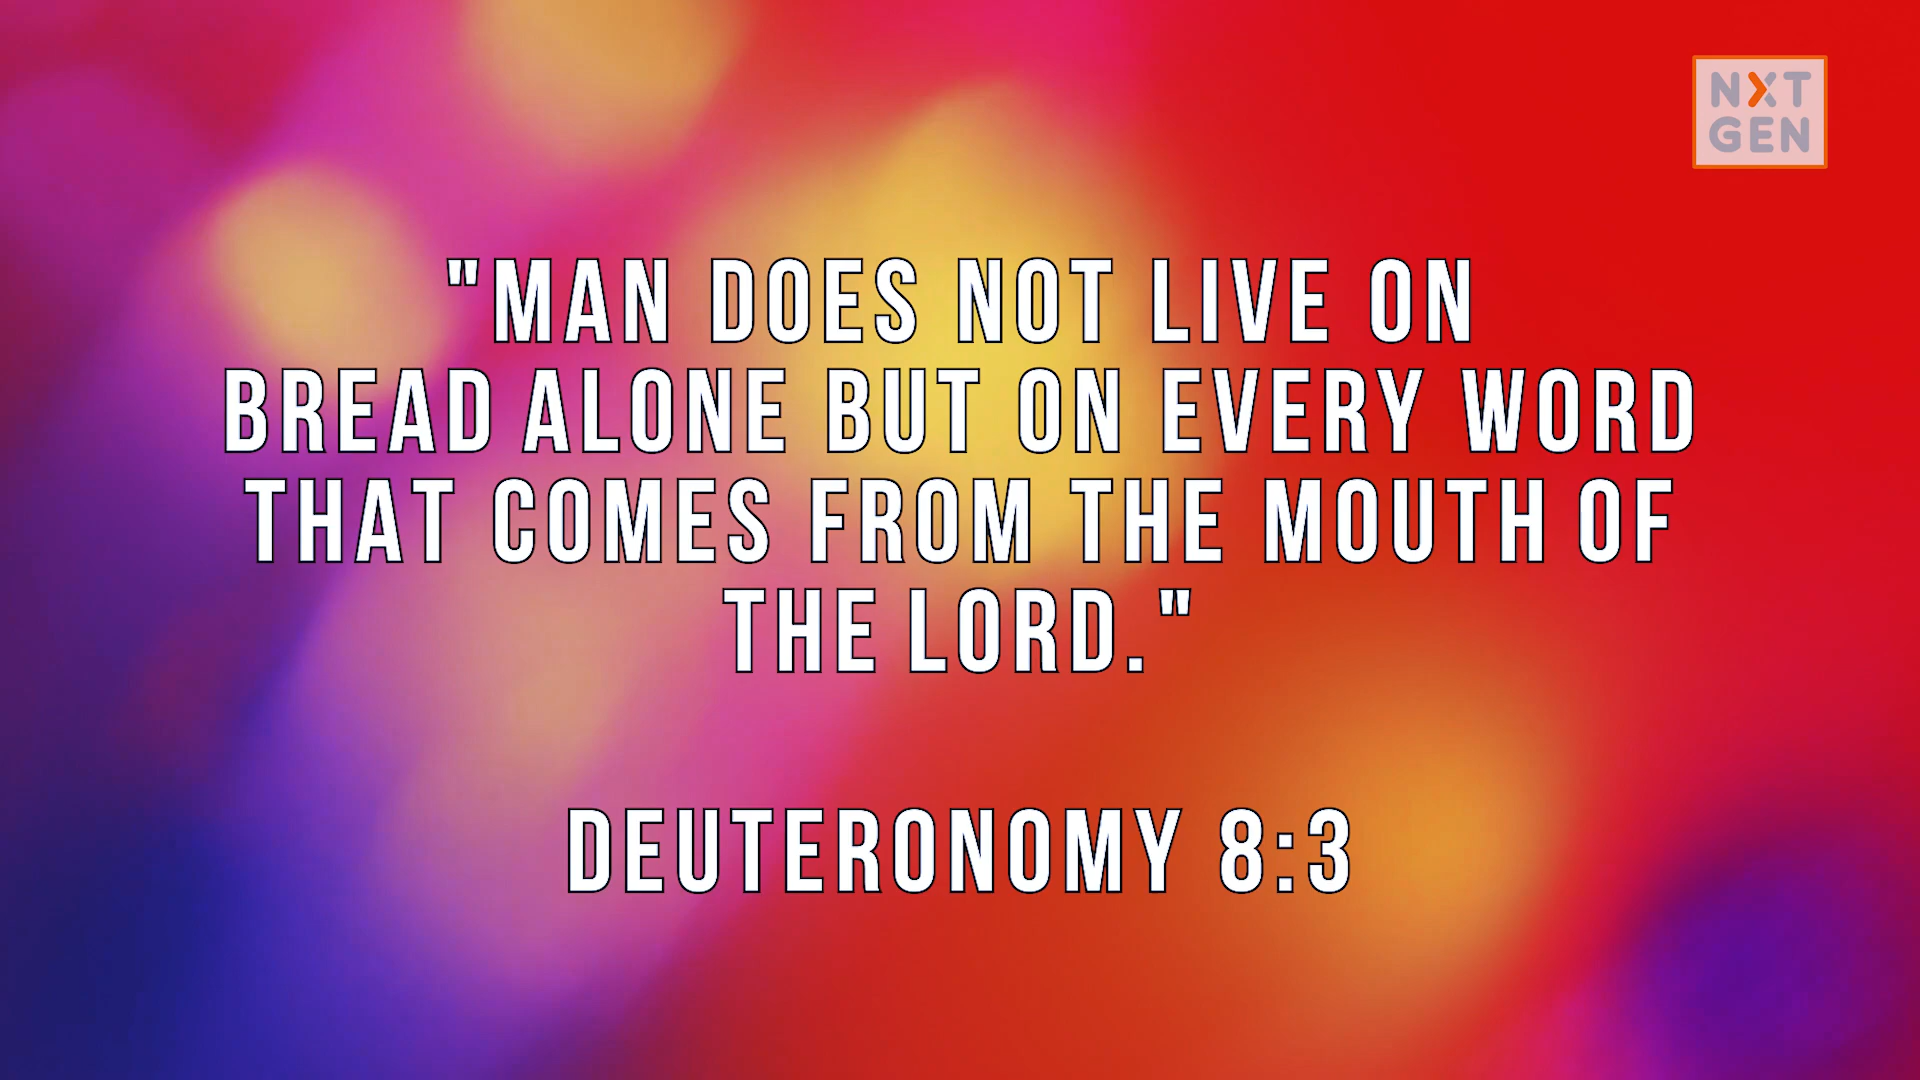 NXT
GEN
"MAN DOES NOT LIVE ON
BREAD ALONE BUT ON EVERY WORD
THAT COMES FROM THE MOUTH OF
THE LORD."
DEUTERONOMY 8:3